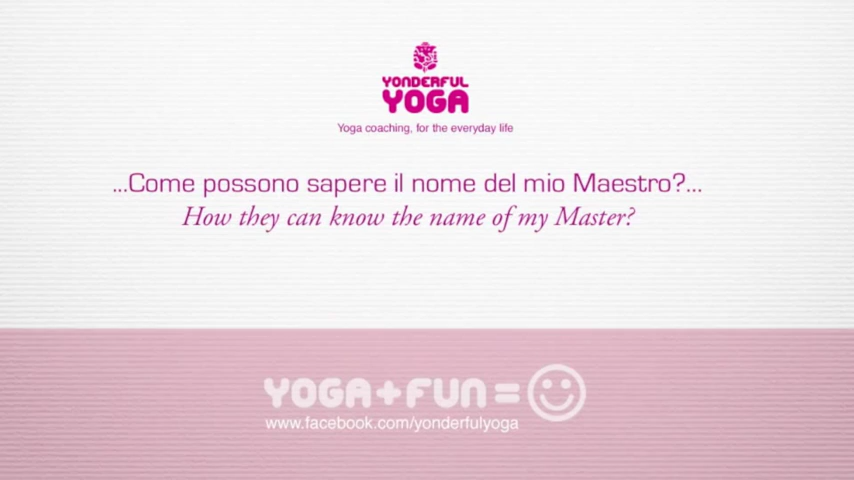 YONDERFUL
YOGA
Yoga coaching, for the everyday life
...Come possono sapere il nome del mio Maestro?...
How they can know the name of my Master?
YOGA+FUN=
www.facebook.com/yonderfulyoga